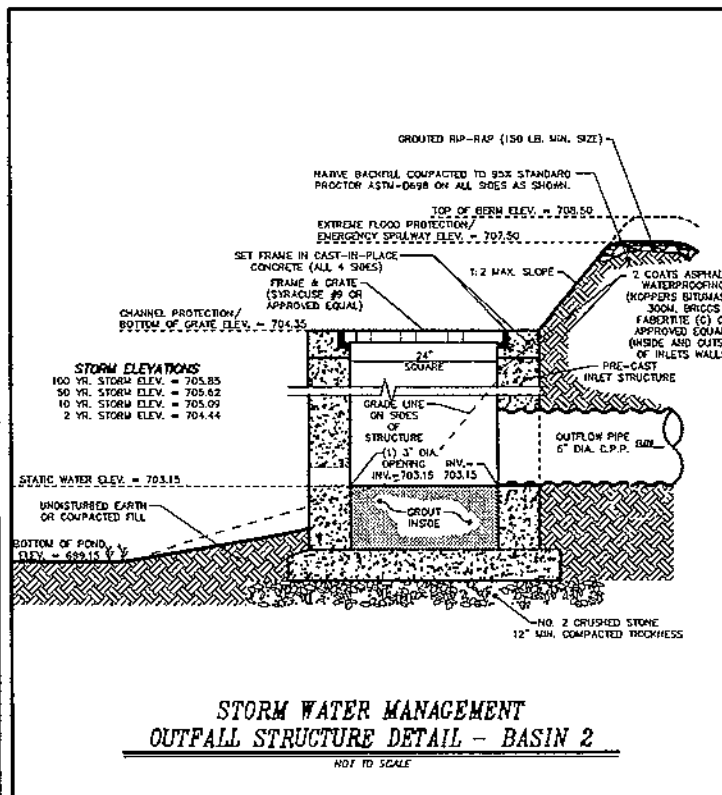 GROUTED RIP-RAP (150 LB. MIN. SIZE)
NATIVE BACKFILL COMPACTED TO 95% STANDARD
PROCTOR ASTM-D698 ON ALL SIDES AS SHOWN.
TOP OF BERM ELEV. = 708.50
EXTREME FLOOD PROTECTION/
EMERGENCY SPILLWAY ELEV. = 707.50
SET FRAME IN CAST-IN-PLACE
CONCRETE (ALL 4 SIDES)
1:2 MAX. SLOPE
FRAME & GRATE
(SYRACUSE #9 OR
APPROVED EQUAL)
2 COATS ASPHAL
WATERPROOFING
(KOPPERS BITUMAS
300M, BRIGGS
FABERTITE (C) O
APPROVED EQUAL
(INSIDE AND OUTS
OF INLETS WALL
CHANNEL PROTECTION/
BOTTOM OF GRATE ELEV. = 704.35
24"
SQUARE
PRE-CAST
INLET STRUCTURE
STORM ELEVATIONS
100 YR. STORM ELEV. = 705.85
50 YR. STORM ELEV. = 705.62
10 YR. STORM ELEV. = 705.09
2 YR. STORM ELEV. = 704.44
GRADE LINE
ON SIDES
OF
STRUCTURE
OUTFLOW PIPE
6" DIA. C.P.P.
(1) 3" DIA.
OPENING
INV.=703.15
INV.=
703.15
STATIC WATER ELEV. = 703.15
UNDISTURBED EARTH
OR COMPACTED FILL
GROUT
INSIDE
BOTTOM OF POND
ELEV. = 699.15
NO. 2 CRUSHED STONE
12" MIN. COMPACTED THICKNESS
STORM WATER MANAGEMENT
OUTFALL STRUCTURE DETAIL - BASIN 2
NOT TO SCALE